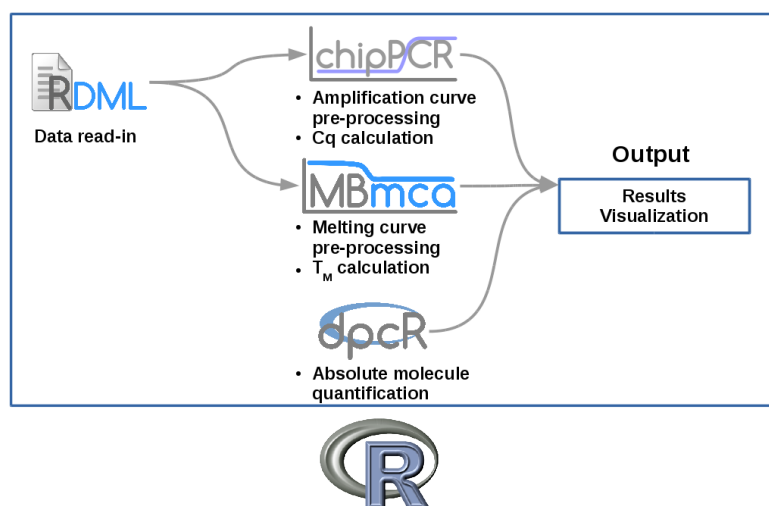 RDML
Data read-in
chipPCR
• Amplification curve
pre-processing
• Cq calculation
MBmca
• Melting curve
pre-processing
• TM calculation
dpcR
• Absolute molecule
quantification
Output
Results
Visualization
R